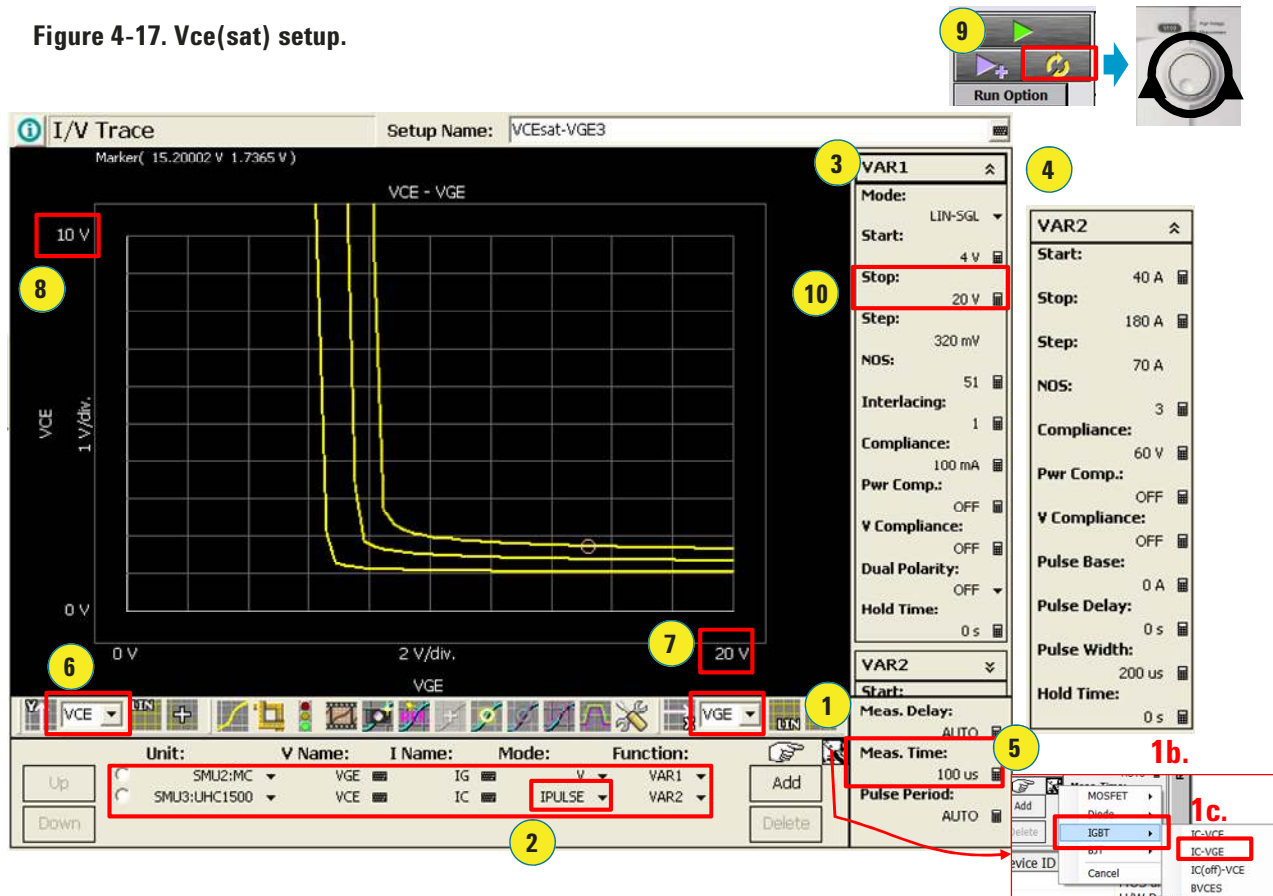 Figure 4-17. Vce(sat) setup.
9
Run Option
I/V Trace
Setup Name:
VCEsat-VGE3
Marker( 15.20002 V 1.7365 V )
VCE - VGE
10 V
8
VCE
1 V/div.
0 V
0 V
2 V/div.
20 V
VGE
6
7
3
VAR1
Mode:
LIN-SGL
Start:
4 V
Stop:
20 V
10
Step:
320 mV
NOS:
51
Interlacing:
1
Compliance:
100 mA
Pwr Comp.:
OFF
V Compliance:
OFF
Dual Polarity:
OFF
Hold Time:
0 s
VAR2
Start:
4
VAR2
Start:
40 A
Stop:
180 A
Step:
70 A
NOS:
3
Compliance:
60 V
Pwr Comp.:
OFF
V Compliance:
OFF
Pulse Base:
0 A
Pulse Delay:
0 s
Pulse Width:
200 us
Hold Time:
0 s
Y
VCE
LIN
VGE
LIN
1
Meas. Delay:
AUTO
Meas. Time:
100 us
5
Pulse Period:
AUTO
Unit: V Name: I Name: Mode: Function:
Up
SMU2:MC VGE IG V VAR1
SMU3:UHC1500 VCE IC IPULSE VAR2
Down
Add
Delete
2
1b.
Add
MOSFET
Diode
1c.
IGBT
IC-VCE
BJT
IC-VGE
Cancel
IC(off)-VCE
BVCES
evice ID